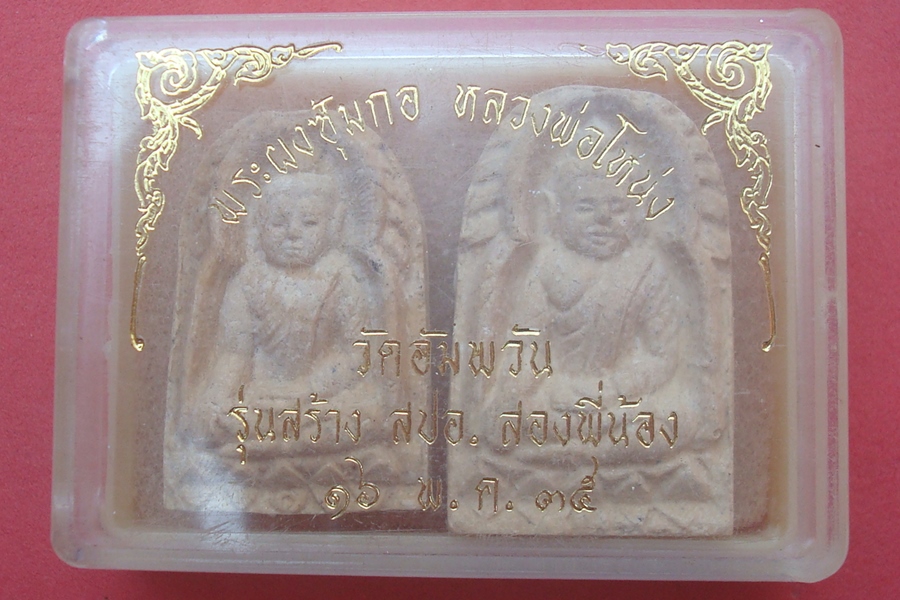 พระผงซุ้มกอ หลวงพ่อโหน่ง
วัดอัมพวัน
รุ่นสร้าง สปอ. สองพี่น้อง
๑๖ พ.ค. ๓๕